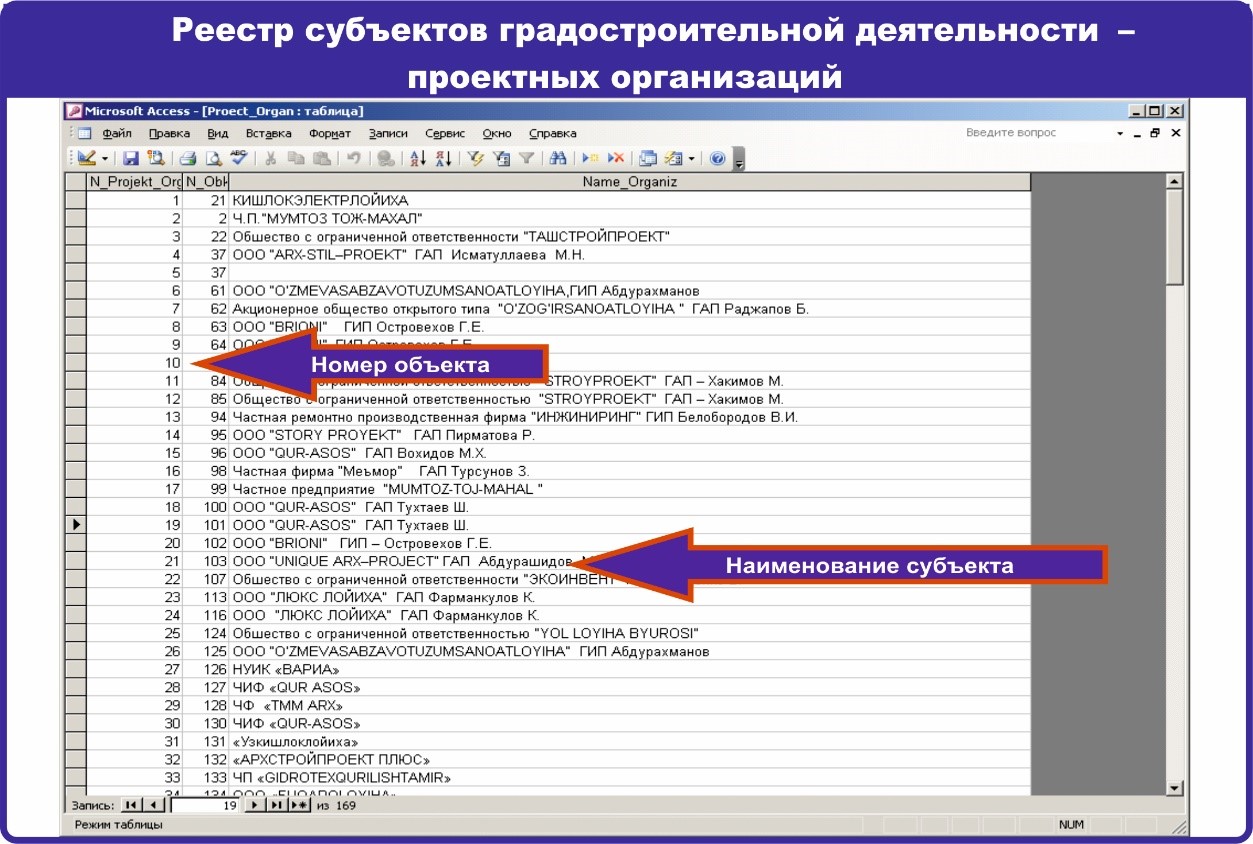 Реестр субъектов градостроительной деятельности –
проектных организаций
Microsoft Access - [Proect_Organ : таблица]
Файл Правка Вид Вставка Формат Записи Сервис Окно Справка Введите вопрос
N_Projekt_Org N_Obk Name_Organiz
1 21 КИШЛОКЭЛЕКТРЛОЙИХА
2 2 Ч.П."МУМТОЗ ТОЖ-МАХАЛ"
3 22 Обшество с ограниченной ответственности "ТАШСТРОЙПРОЕКТ"
4 37 ООО "ARX-STIL–PROEKT" ГАП Исматуллаева М.Н.
5 37
6 61 ООО "O'ZMEVASABZAVOTUZUMSANOATLOYIHA,ГИП Абдурахманов
7 62 Акционерное общество открытого типа "O'ZOG'IRSANOATLOYIHA " ГАП Раджапов Б.
8 63 ООО "BRIONI" ГИП Островехов Г.Е.
9 64 ООО "BRIONI" ГИП Островехов Г.Е.
10
Номер объекта
11 84 Общество с ограниченной ответственностью "STROYPROEKT" ГАП – Хакимов М.
12 85 Общество с ограниченной ответственностью "STROYPROEKT" ГАП – Хакимов М.
13 94 Частная ремонтно производственная фирма "ИНЖИНИРИНГ" ГИП Белобородов В.И.
14 95 ООО "STORY PROYEKT" ГАП Пирматова Р.
15 96 ООО "QUR-ASOS" ГАП Вохидов М.Х.
16 98 Частная фирма "Меъмор" ГАП Турсунов З.
17 99 Частное предприятие "MUMTOZ-TOJ-MAHAL "
18 100 ООО "QUR-ASOS" ГАП Тухтаев Ш.
19 101 ООО "QUR-ASOS" ГАП Тухтаев Ш.
20 102 ООО "BRIONI" ГИП – Островехов Г.Е.
21 103 ООО "UNIQUE ARX–PROJECT" ГАП Абдурашидов
Наименование субъекта
22 107 Обшество с ограниченной ответственности "ЭКОИНВЕНТ"
23 113 ООО "ЛЮКС ЛОЙИХА" ГАП Фарманкулов К.
24 116 ООО "ЛЮКС ЛОЙИХА" ГАП Фарманкулов К.
25 124 Обшество с ограниченной ответственностью "YOL LOYIHA BYUROSI"
26 125 ООО "O'ZMEVASABZAVOTUZUMSANOATLOYIHA" ГИП Абдурахманов
27 126 НУИК «ВАРИА»
28 127 ЧИФ «QUR ASOS»
29 128 ЧФ «TMM ARX»
30 130 ЧИФ «QUR-ASOS»
31 131 «Узкишлоклойиха»
32 132 «АРХСТРОЙПРОЕКТ ПЛЮС»
33 133 ЧП «GIDROTEXQURILISHTAMIR»
34 134 ООО
Запись: 19 из 169
Режим таблицы NUM